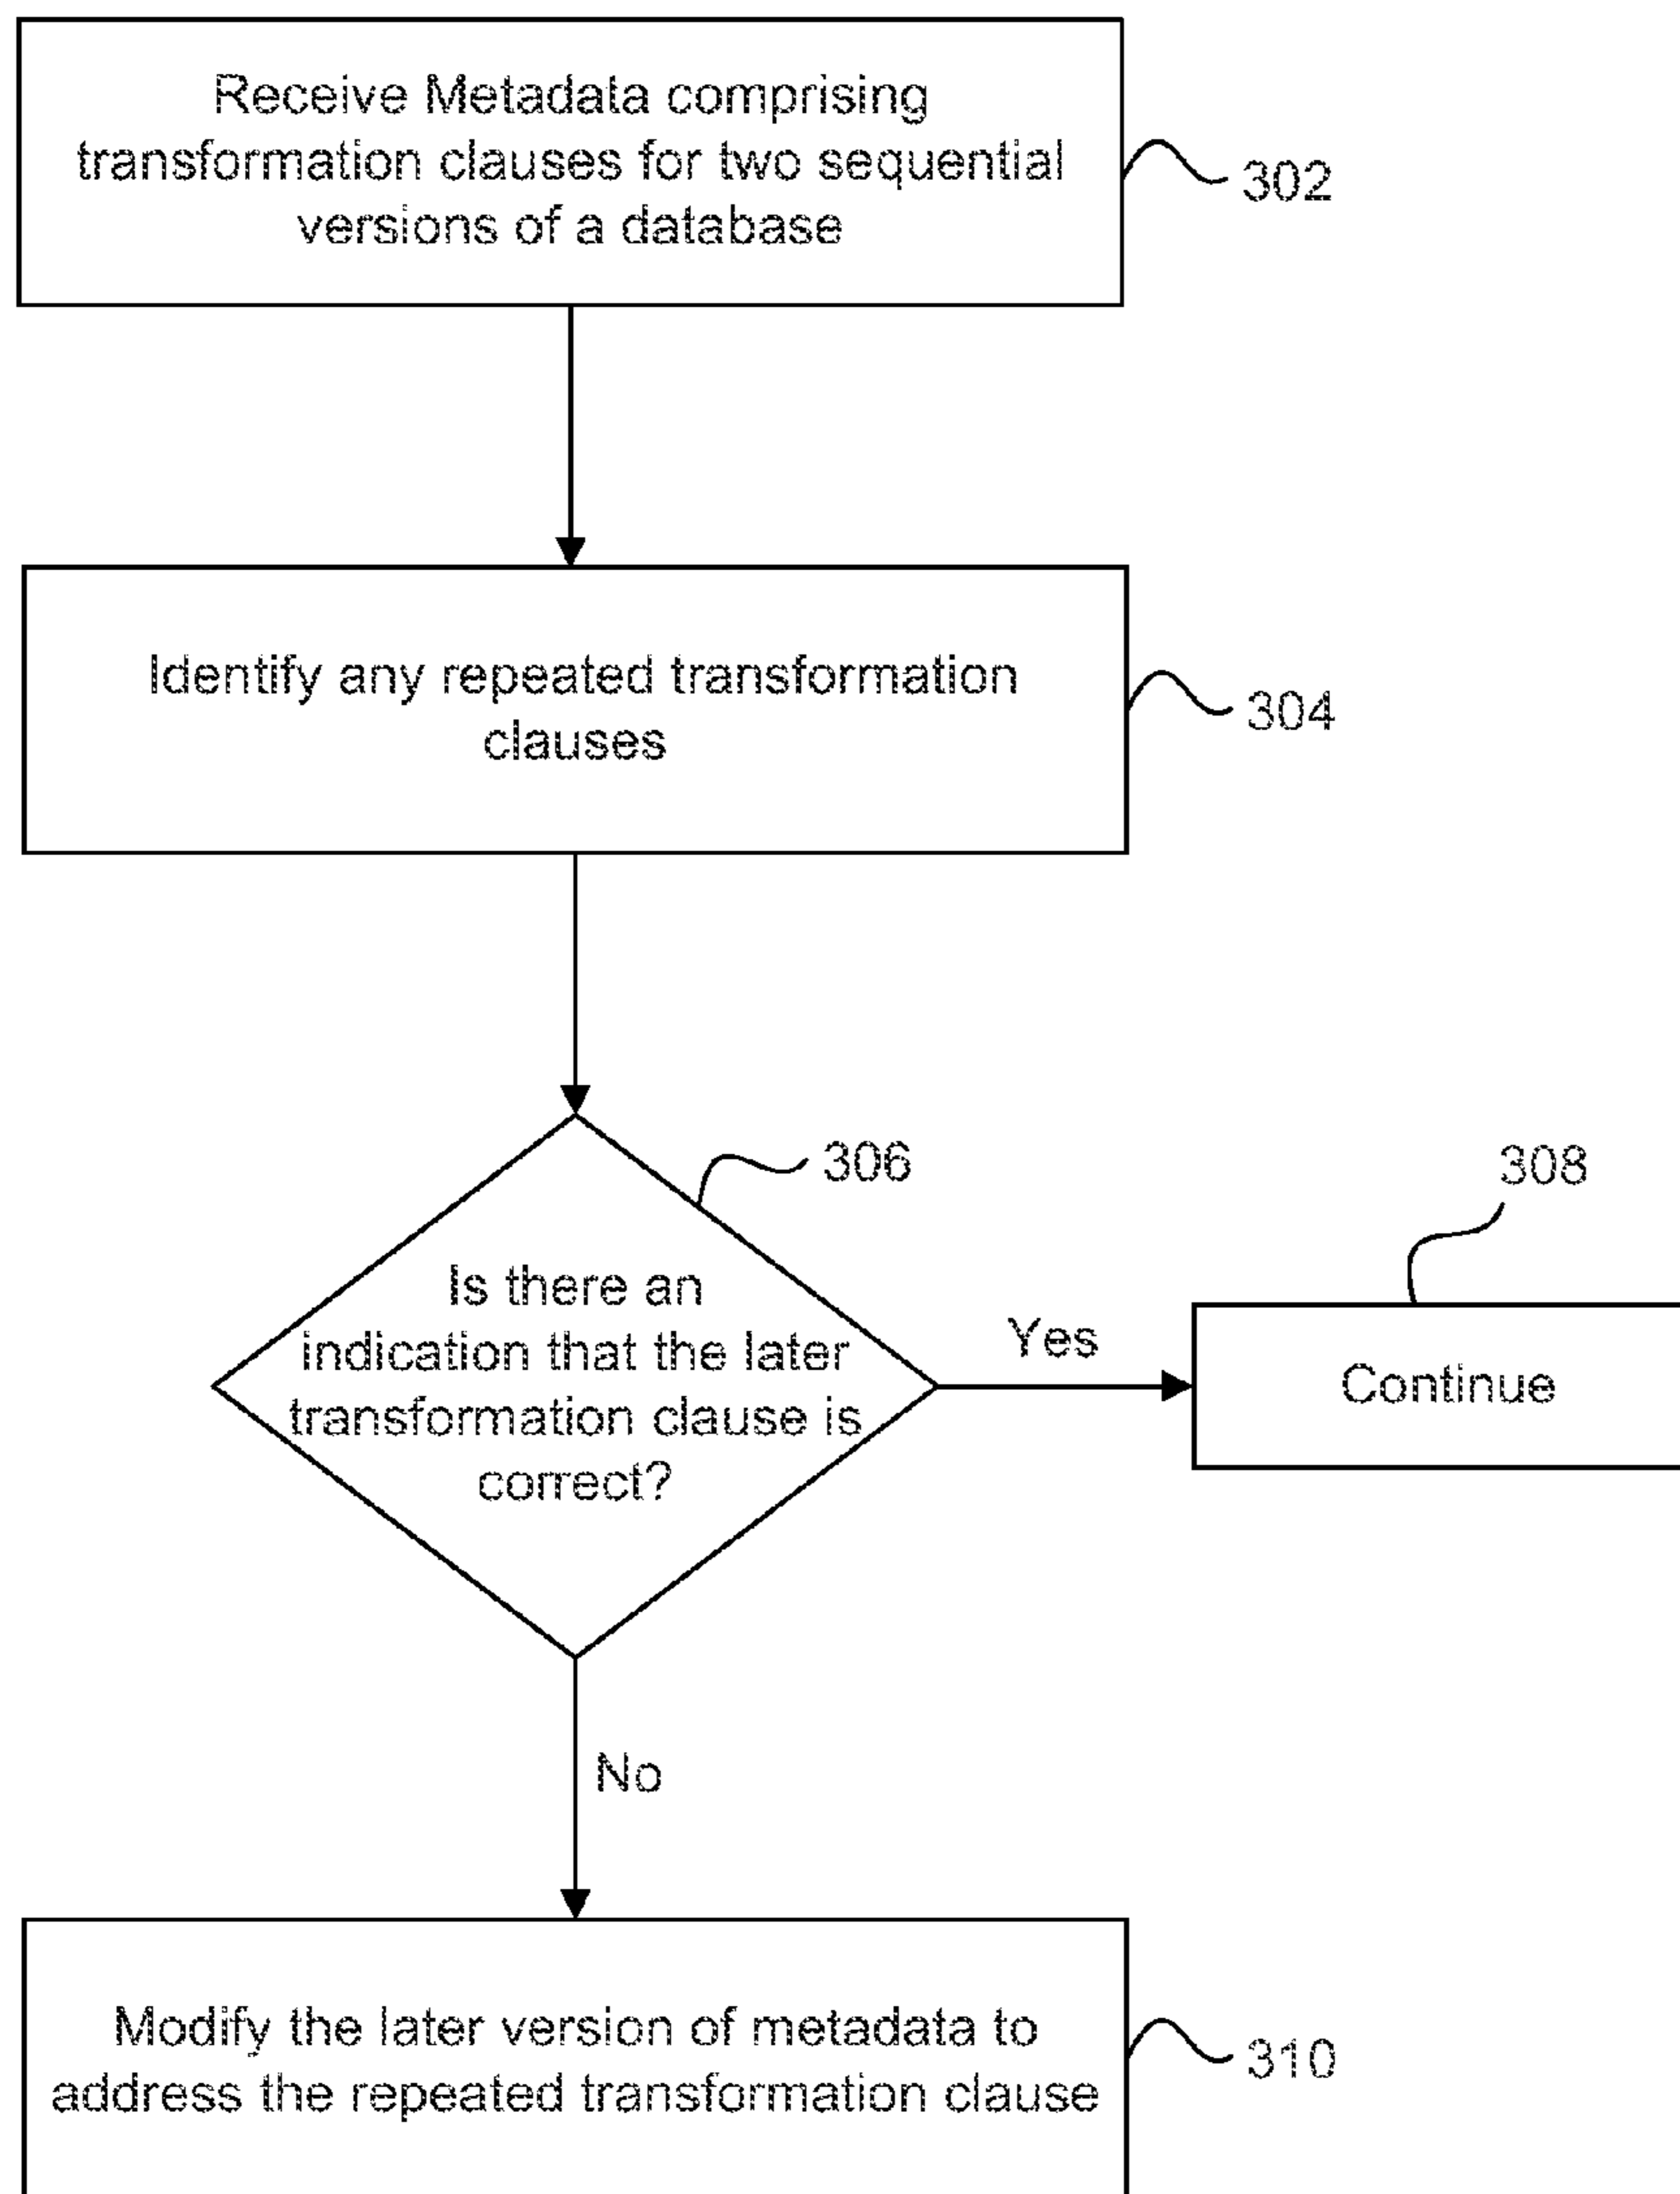 Receive Metadata comprising
transformation clauses for two sequential
versions of a database
302
Identify any repeated transformation
clauses
304
306
308
Is there an
indication that the later
transformation clause is
correct?
Yes
Continue
No
Modify the later version of metadata to
address the repeated transformation clause
310